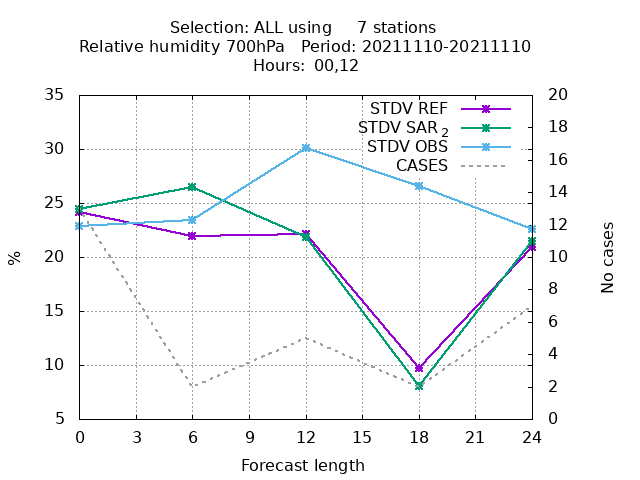 Selection: ALL using     7 stations
Relative humidity 700hPa   Period: 20211110-20211110
Hours:  00,12
STDV REF
STDV SAR 2
STDV OBS
CASES
35
30
25
20
15
10
5
%
20
18
16
14
12
10
8
6
4
2
0
No cases
0 3 6 9 12 15 18 21 24
Forecast length